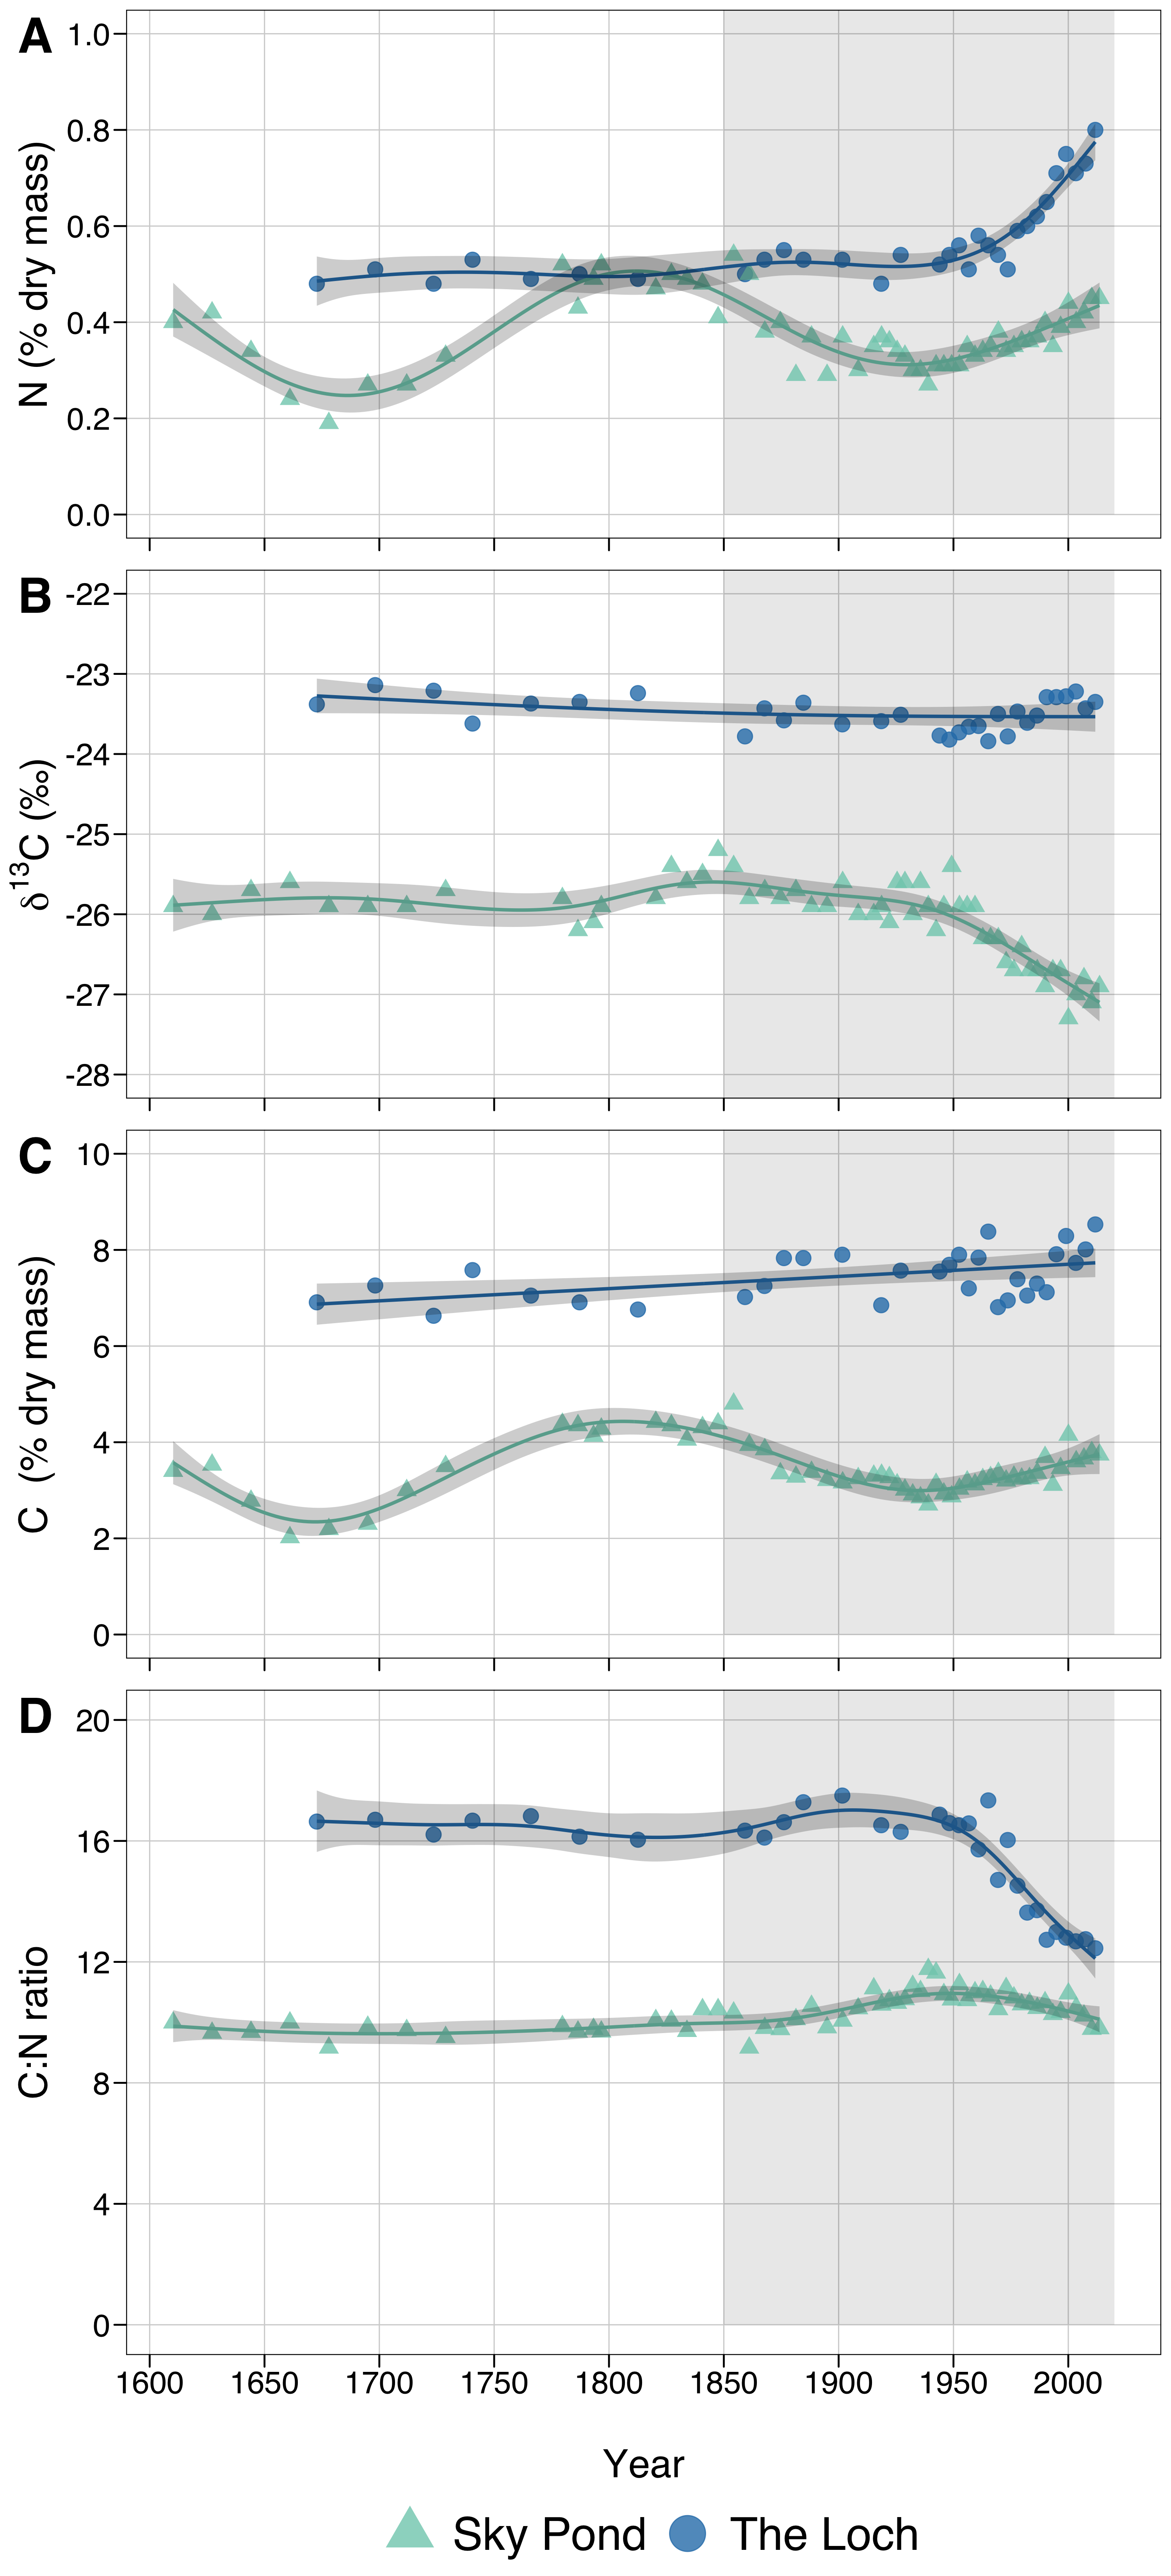 A
N (% dry mass)
1.0
0.8
0.6
0.4
0.2
0.0
B
δ13C (‰)
-22
-23
-24
-25
-26
-27
-28
C
C (% dry mass)
10
8
6
4
2
0
D
C:N ratio
20
16
12
8
4
0
1600 1650 1700 1750 1800 1850 1900 1950 2000
Year
Sky Pond The Loch